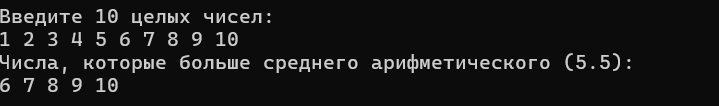 Введите 10 целых чисел:
1 2 3 4 5 6 7 8 9 10
Числа, которые больше среднего арифметического (5.5):
6 7 8 9 10